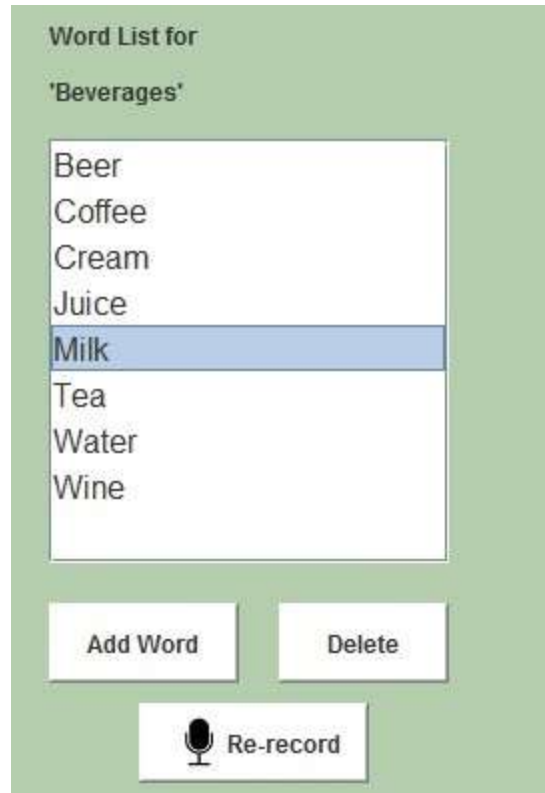 Word List for
'Beverages'
Beer
Coffee
Cream
Juice
Milk
Tea
Water
Wine
Add Word Delete
Re-record